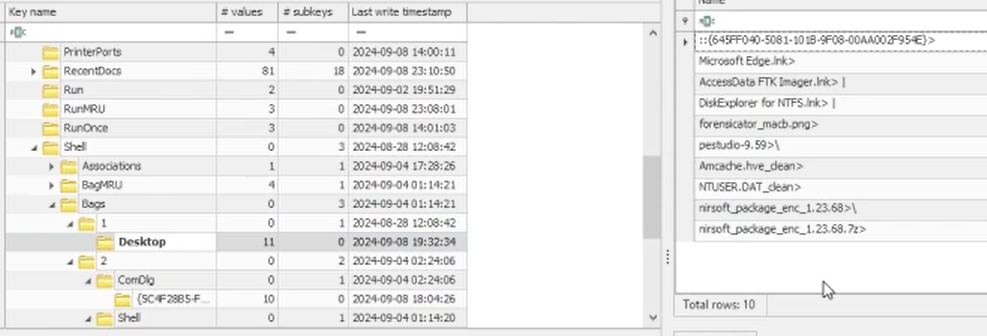 Key name # values # subkeys Last write timestamp
PrinterPorts 4 0 2024-09-08 14:00:11
RecentDocs 81 18 2024-09-08 23:10:50
Run 2 0 2024-09-02 19:51:29
RunMRU 3 0 2024-09-08 23:08:01
RunOnce 3 0 2024-09-08 14:01:03
Shell 0 3 2024-08-28 12:08:42
Associations 1 1 2024-09-04 17:28:26
BagMRU 4 1 2024-09-04 01:14:21
Bags 0 3 2024-09-04 01:14:21
1 0 1 2024-08-28 12:08:42
Desktop 11 0 2024-09-08 19:32:34
2 0 2 2024-09-04 02:24:06
ComDlg 0 1 2024-09-04 02:24:06
{5C4F28B5-F... 10 0 2024-09-08 18:04:26
Shell 0 1 2024-09-04 01:14:20
Name
::{645FF040-5081-101B-9F08-00AA002F954E}>
Microsoft Edge.lnk>
AccessData FTK Imager.lnk> |
DiskExplorer for NTFS.lnk> |
forensicator_macb.png>
pestudio-9.59>\
Amcache.hve_clean>
NTUSER.DAT_clean>
nirsoft_package_enc_1.23.68>\
nirsoft_package_enc_1.23.68.7z>
Total rows: 10